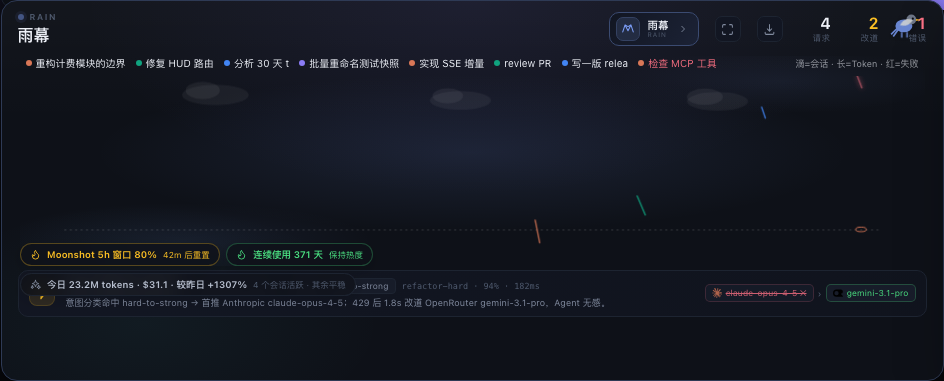 RAIN
雨幕
雨幕
RAIN
4
请求
2
改道
1
错误
重构计费模块的边界 修复 HUD 路由 分析 30 天 t 批量重命名测试快照 实现 SSE 增量 review PR 写一版 relea 检查 MCP 工具
滴=会话 · 长=Token · 红=失败
Moonshot 5h 窗口 80% 42m 后重置
连续使用 371 天 保持热度
今日 23.2M tokens · $31.1 · 较昨日 +1307% 4 个会话活跃 · 其余平稳
o-strong refactor-hard · 94% · 182ms
意图分类命中 hard-to-strong → 首推 Anthropic claude-opus-4-5; 429 后 1.8s 改道 OpenRouter gemini-3.1-pro。Agent 无感。
claude-opus-4-5 ✕ › gemini-3.1-pro